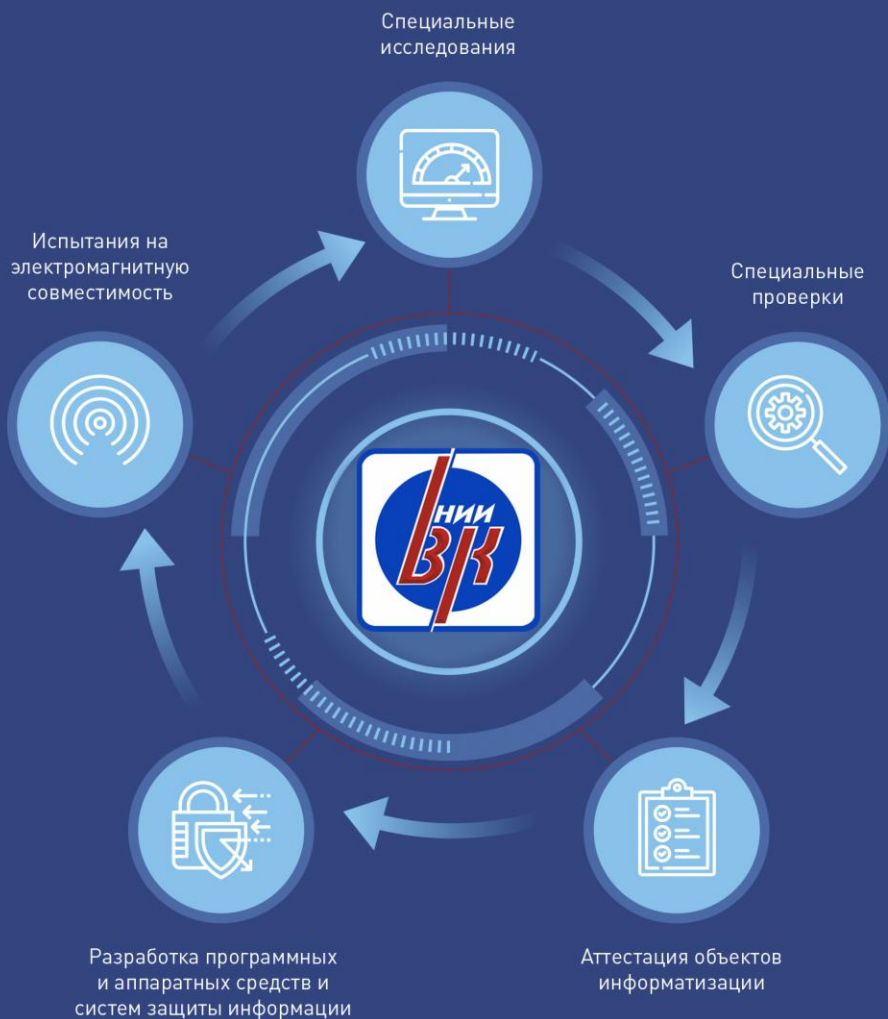 Специальные
исследования
Испытания на
электромагнитную
совместимость
Специальные
проверки
НИИ
ВК
Разработка программных
и аппаратных средств и
систем защиты информации
Аттестация объектов
информатизации